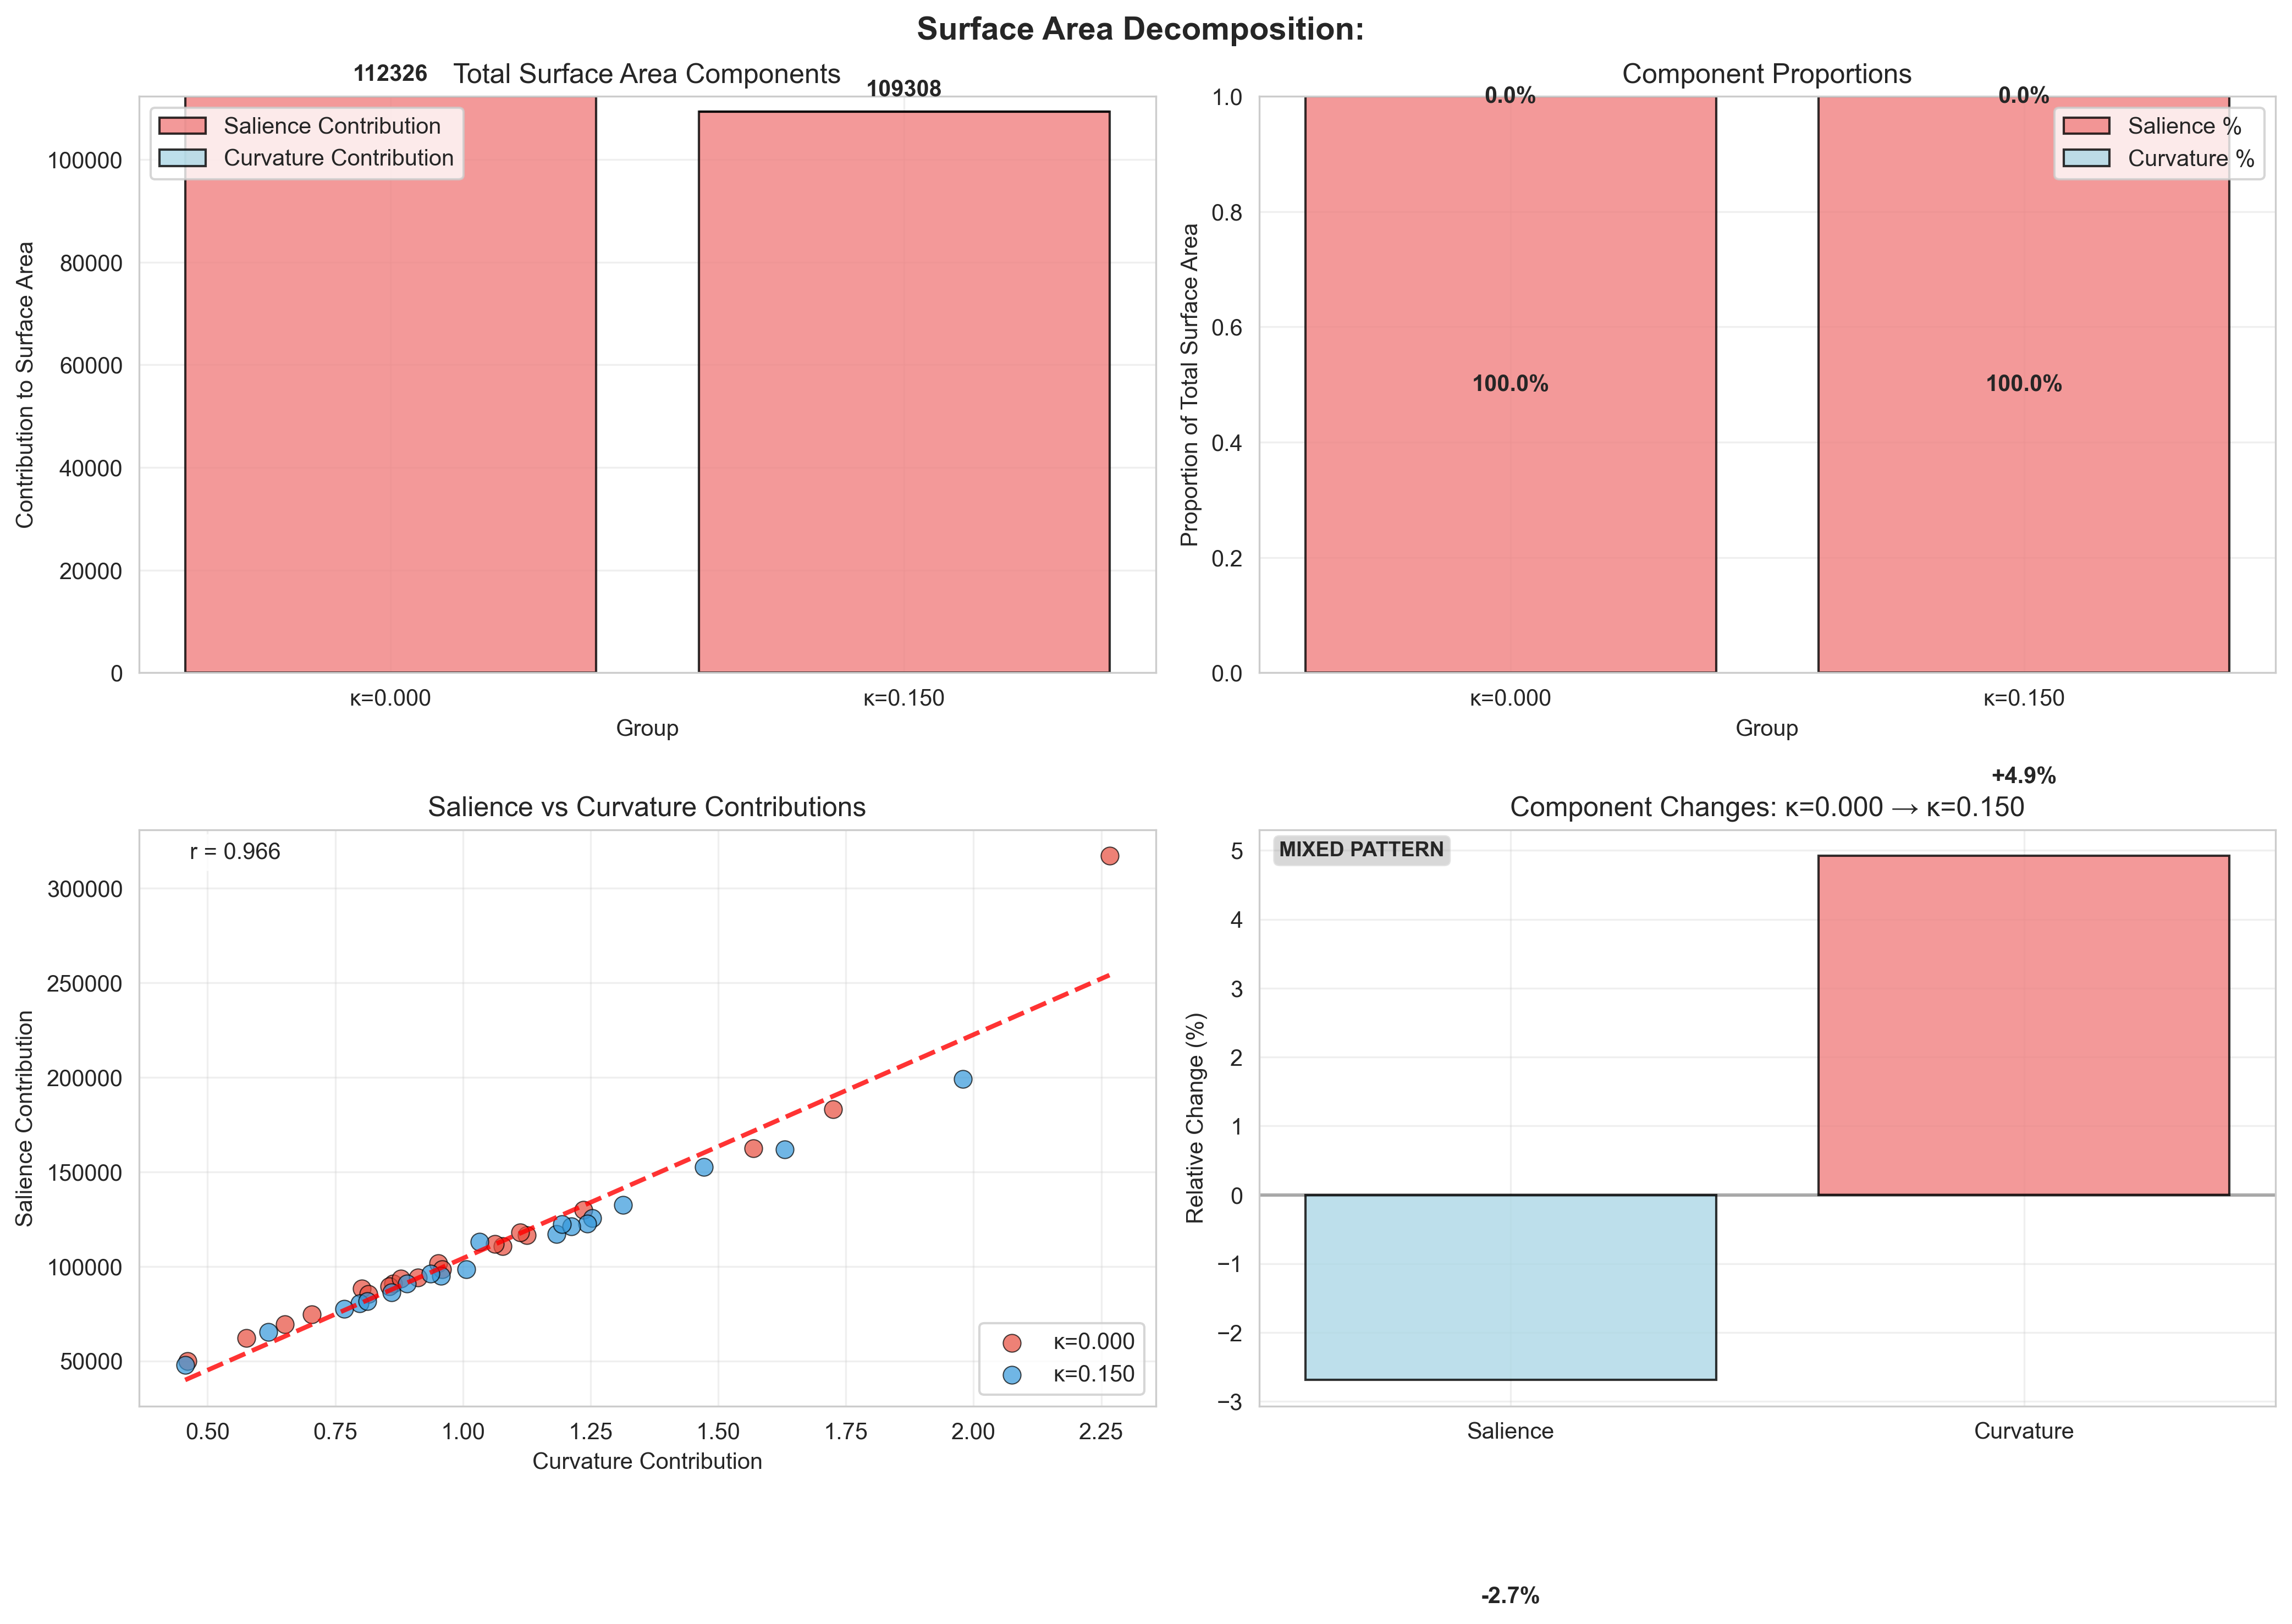 Surface Area Decomposition:
112326
Total Surface Area Components
109308
Salience Contribution
Curvature Contribution
Contribution to Surface Area
100000
80000
60000
40000
20000
0
κ=0.000
κ=0.150
Group
Component Proportions
0.0%
0.0%
Salience %
Curvature %
Proportion of Total Surface Area
1.0
0.8
0.6
0.4
0.2
0.0
100.0%
100.0%
κ=0.000
κ=0.150
Group
Salience vs Curvature Contributions
r = 0.966
Salience Contribution
300000
250000
200000
150000
100000
50000
κ=0.000
κ=0.150
0.50
0.75
1.00
1.25
1.50
1.75
2.00
2.25
Curvature Contribution
+4.9%
Component Changes: κ=0.000 → κ=0.150
MIXED PATTERN
Relative Change (%)
5
4
3
2
1
0
−1
−2
−3
Salience
Curvature
-2.7%